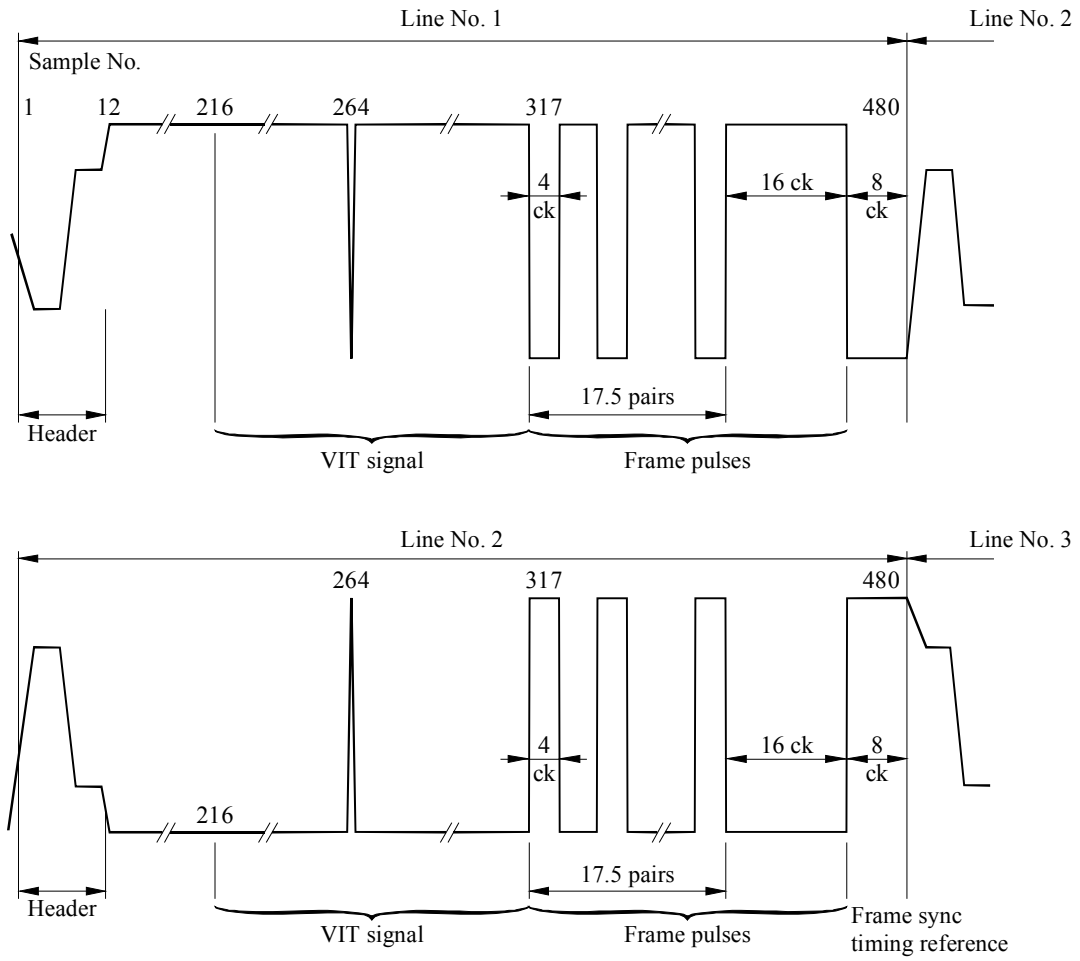 Line No. 1
Line No. 2
Sample No.
1
12
216
264
317
480
4
ck
16 ck
8
ck
17.5 pairs
Header
VIT signal
Frame pulses
Line No. 2
Line No. 3
264
317
480
4
ck
16 ck
8
ck
216
17.5 pairs
Header
VIT signal
Frame pulses
Frame sync
timing reference